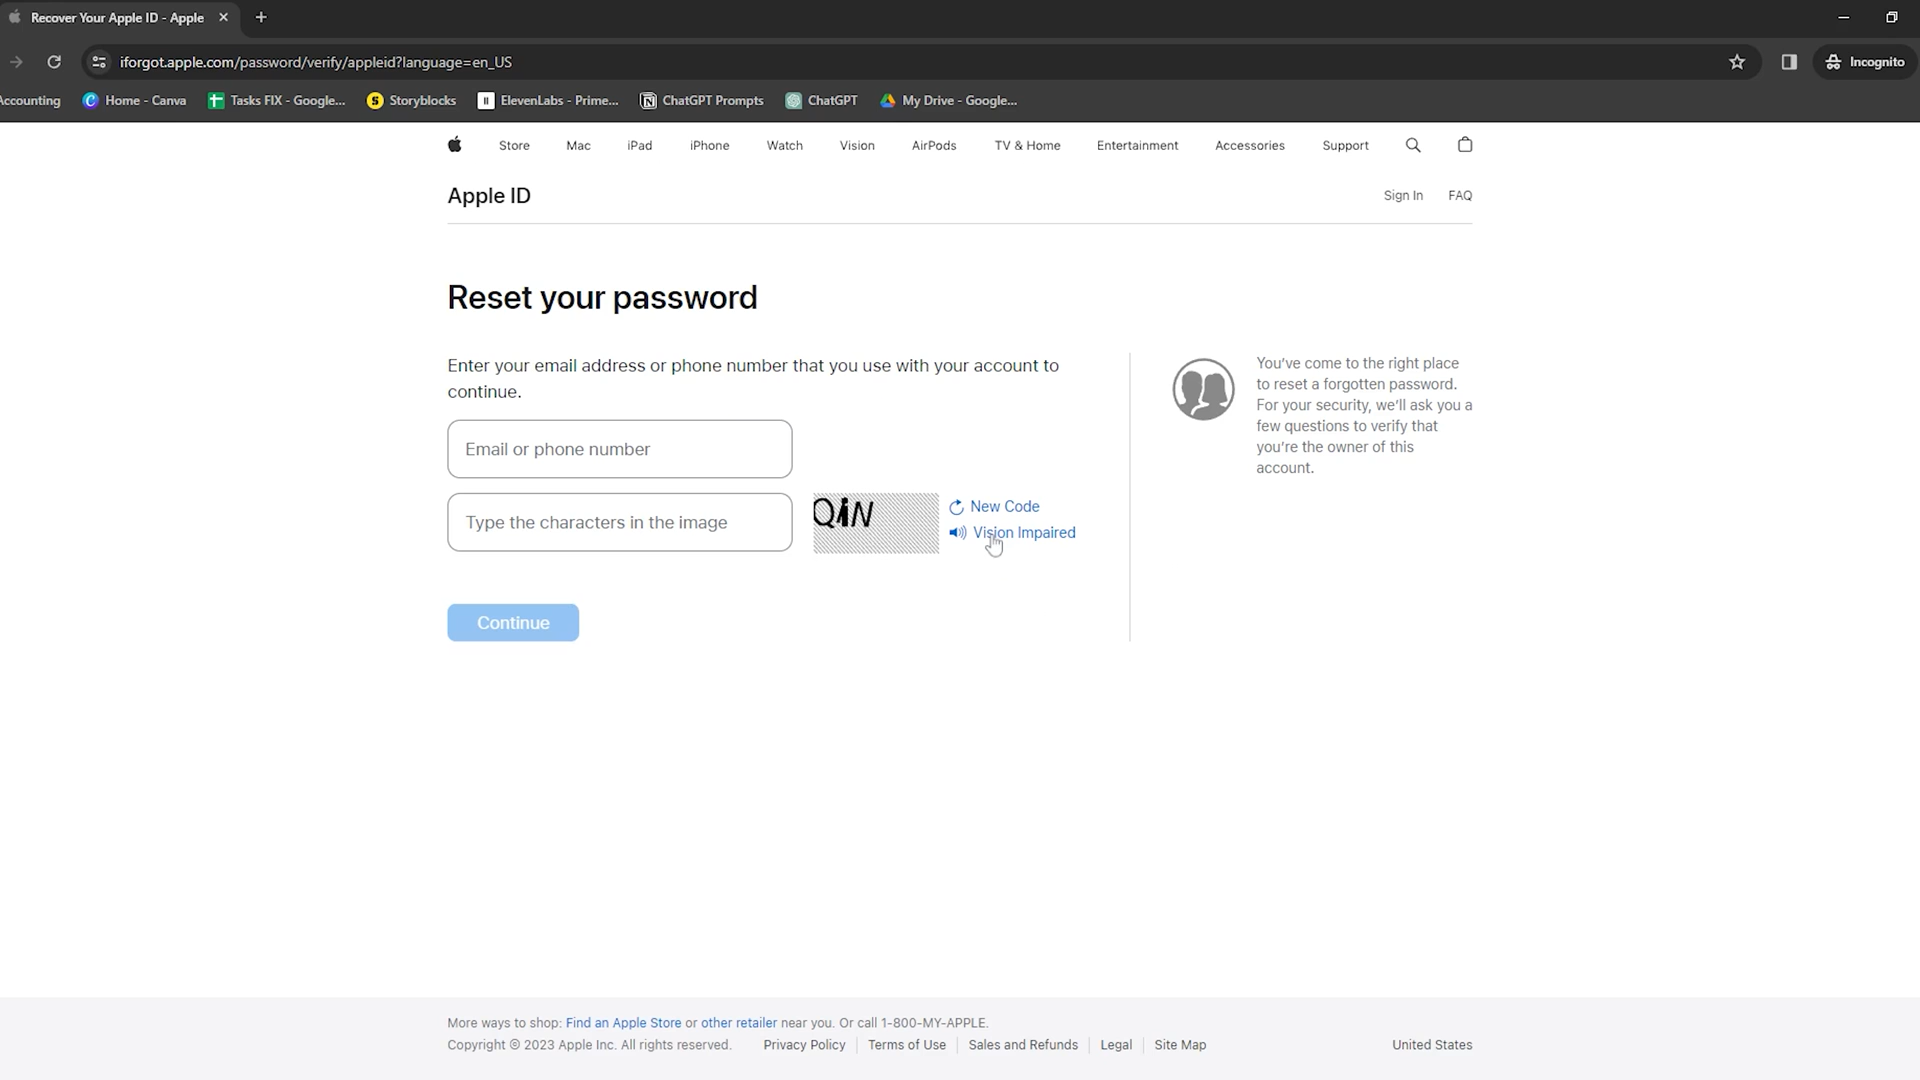 Recover Your Apple ID - Apple
iforgot.apple.com/password/verify/appleid?language=en_US
Incognito
ccounting
Home - Canva
Tasks FIX - Google...
Storyblocks
ElevenLabs - Prime...
ChatGPT Prompts
ChatGPT
My Drive - Google...
Store
Mac
iPad
iPhone
Watch
Vision
AirPods
TV & Home
Entertainment
Accessories
Support
Apple ID
Sign In
FAQ
Reset your password
Enter your email address or phone number that you use with your account to
continue.
Email or phone number
Type the characters in the image
New Code
Vision Impaired
Continue
You've come to the right place
to reset a forgotten password.
For your security, we'll ask you a
few questions to verify that
you're the owner of this
account.
More ways to shop: Find an Apple Store or other retailer near you. Or call 1-800-MY-APPLE.
Copyright © 2023 Apple Inc. All rights reserved.
Privacy Policy
Terms of Use
Sales and Refunds
Legal
Site Map
United States